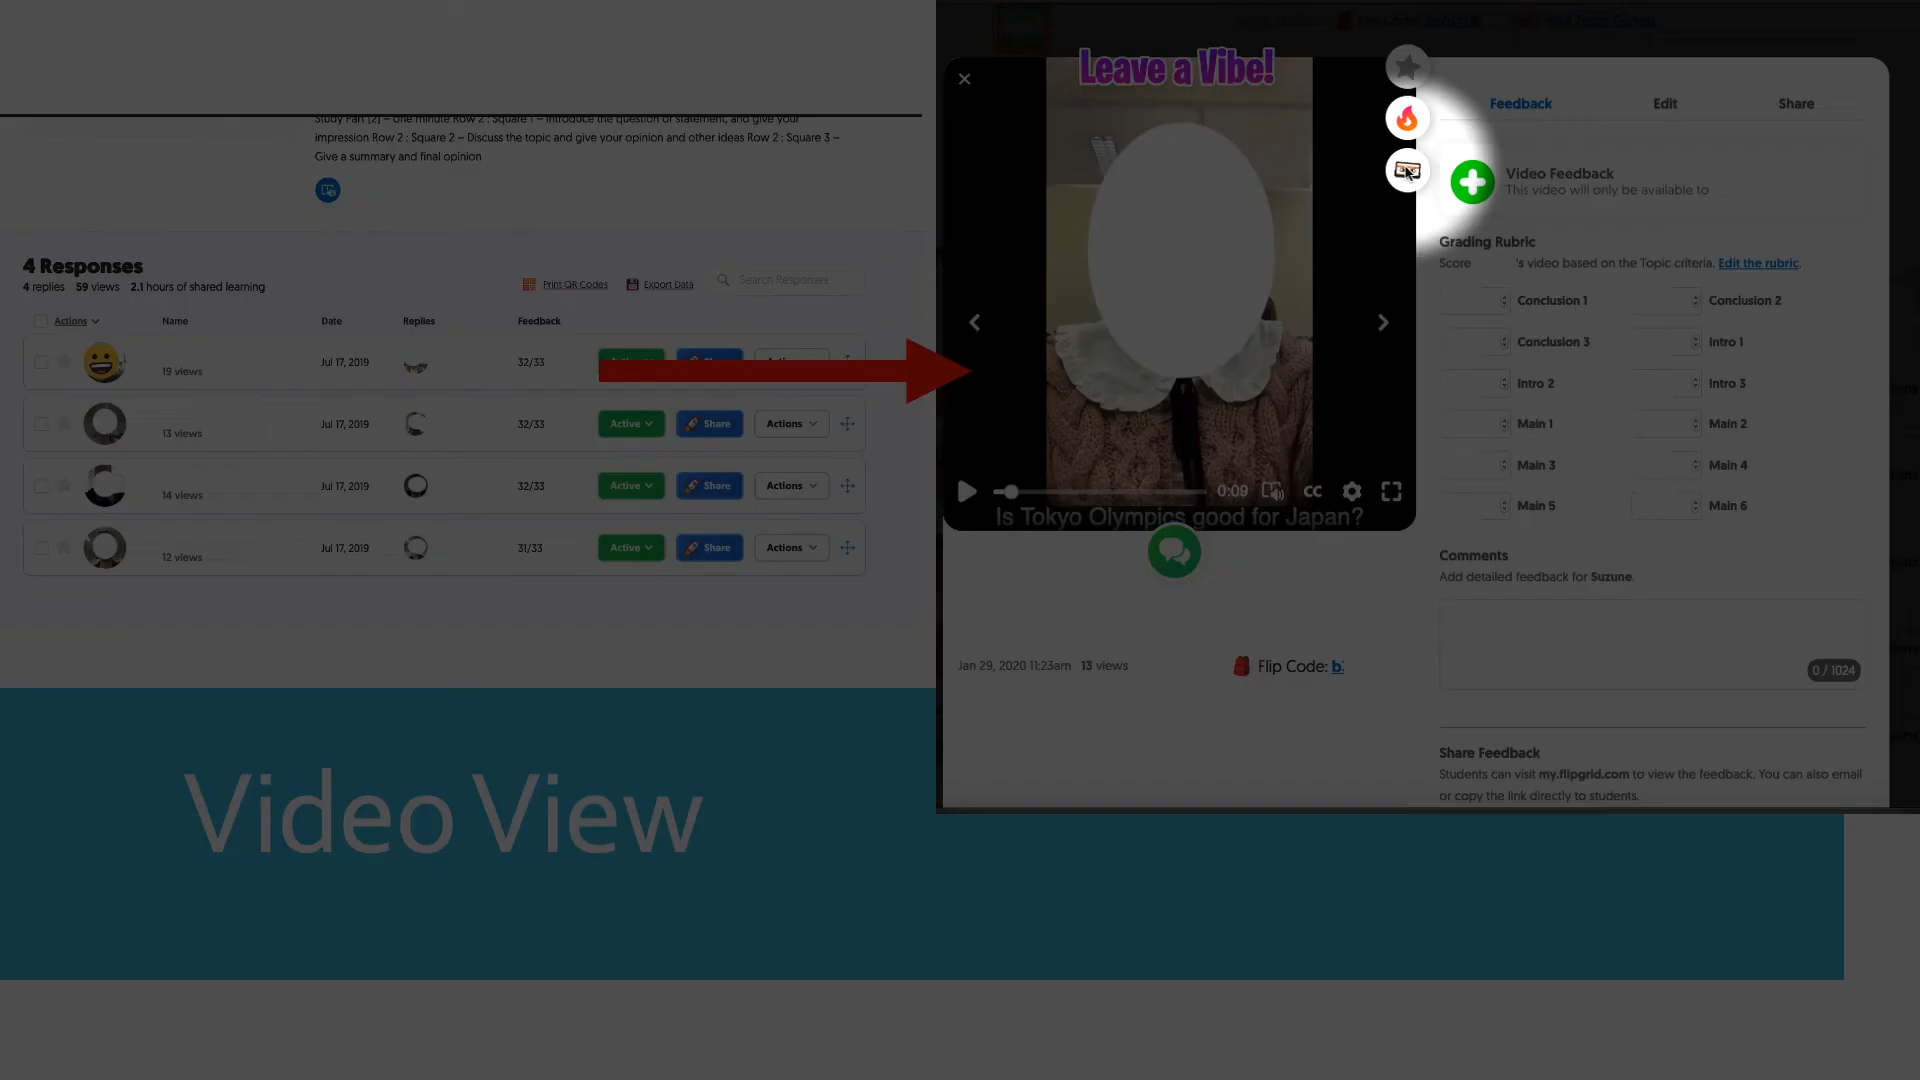 Study Part [2] – one minute Row 2 : Square 1 – Introduce the question or statement, and give your
impression Row 2 : Square 2 – Discuss the topic and give your opinion and other ideas Row 2 : Square 3 –
Give a summary and final opinion
4 Responses
4 replies 59 views 2.1 hours of shared learning
Print QR Codes Export Data Search Responses
Actions Name Date Replies Feedback
19 views Jul 17, 2019 32/33
13 views Jul 17, 2019 32/33 Active Share Actions
14 views Jul 17, 2019 32/33 Active Share Actions
12 views Jul 17, 2019 31/33 Active Share Actions
Video View
Leave a Vibe!
0:09 CC
Is Tokyo Olympics good for Japan?
Jan 29, 2020 11:23am 13 views
Flip Code: b
Feedback Edit Share
Video Feedback
This video will only be available to
Grading Rubric
Score 's video based on the Topic criteria. Edit the rubric.
Conclusion 1 Conclusion 2
Conclusion 3 Intro 1
Intro 2 Intro 3
Main 1 Main 2
Main 3 Main 4
Main 5 Main 6
Comments
Add detailed feedback for Suzune.
0 / 1024
Share Feedback
Students can visit my.flipgrid.com to view the feedback. You can also email
or copy the link directly to students.